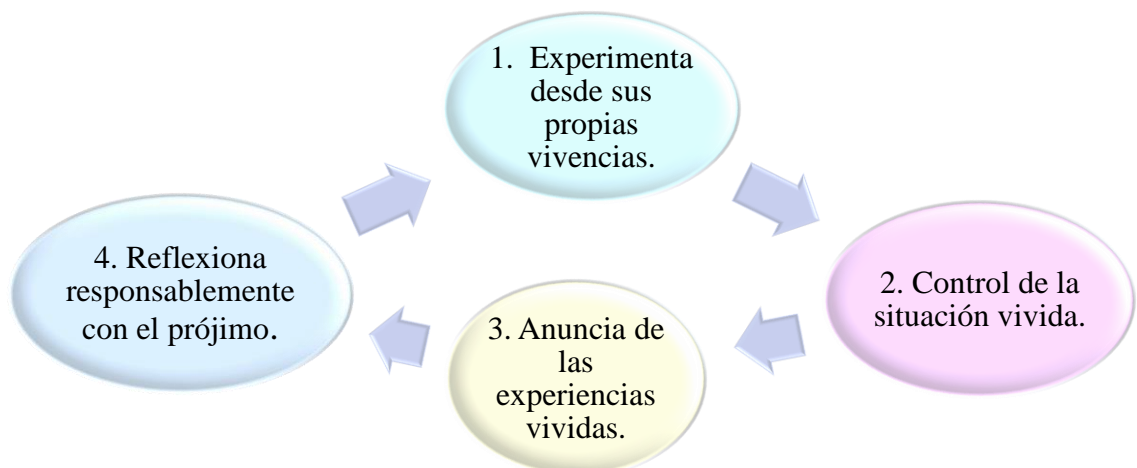 1. Experimenta
desde sus
propias
vivencias.
2. Control de la
situación vivida.
3. Anuncia de
las
experiencias
vividas.
4. Reflexiona
responsablemente
con el prójimo.